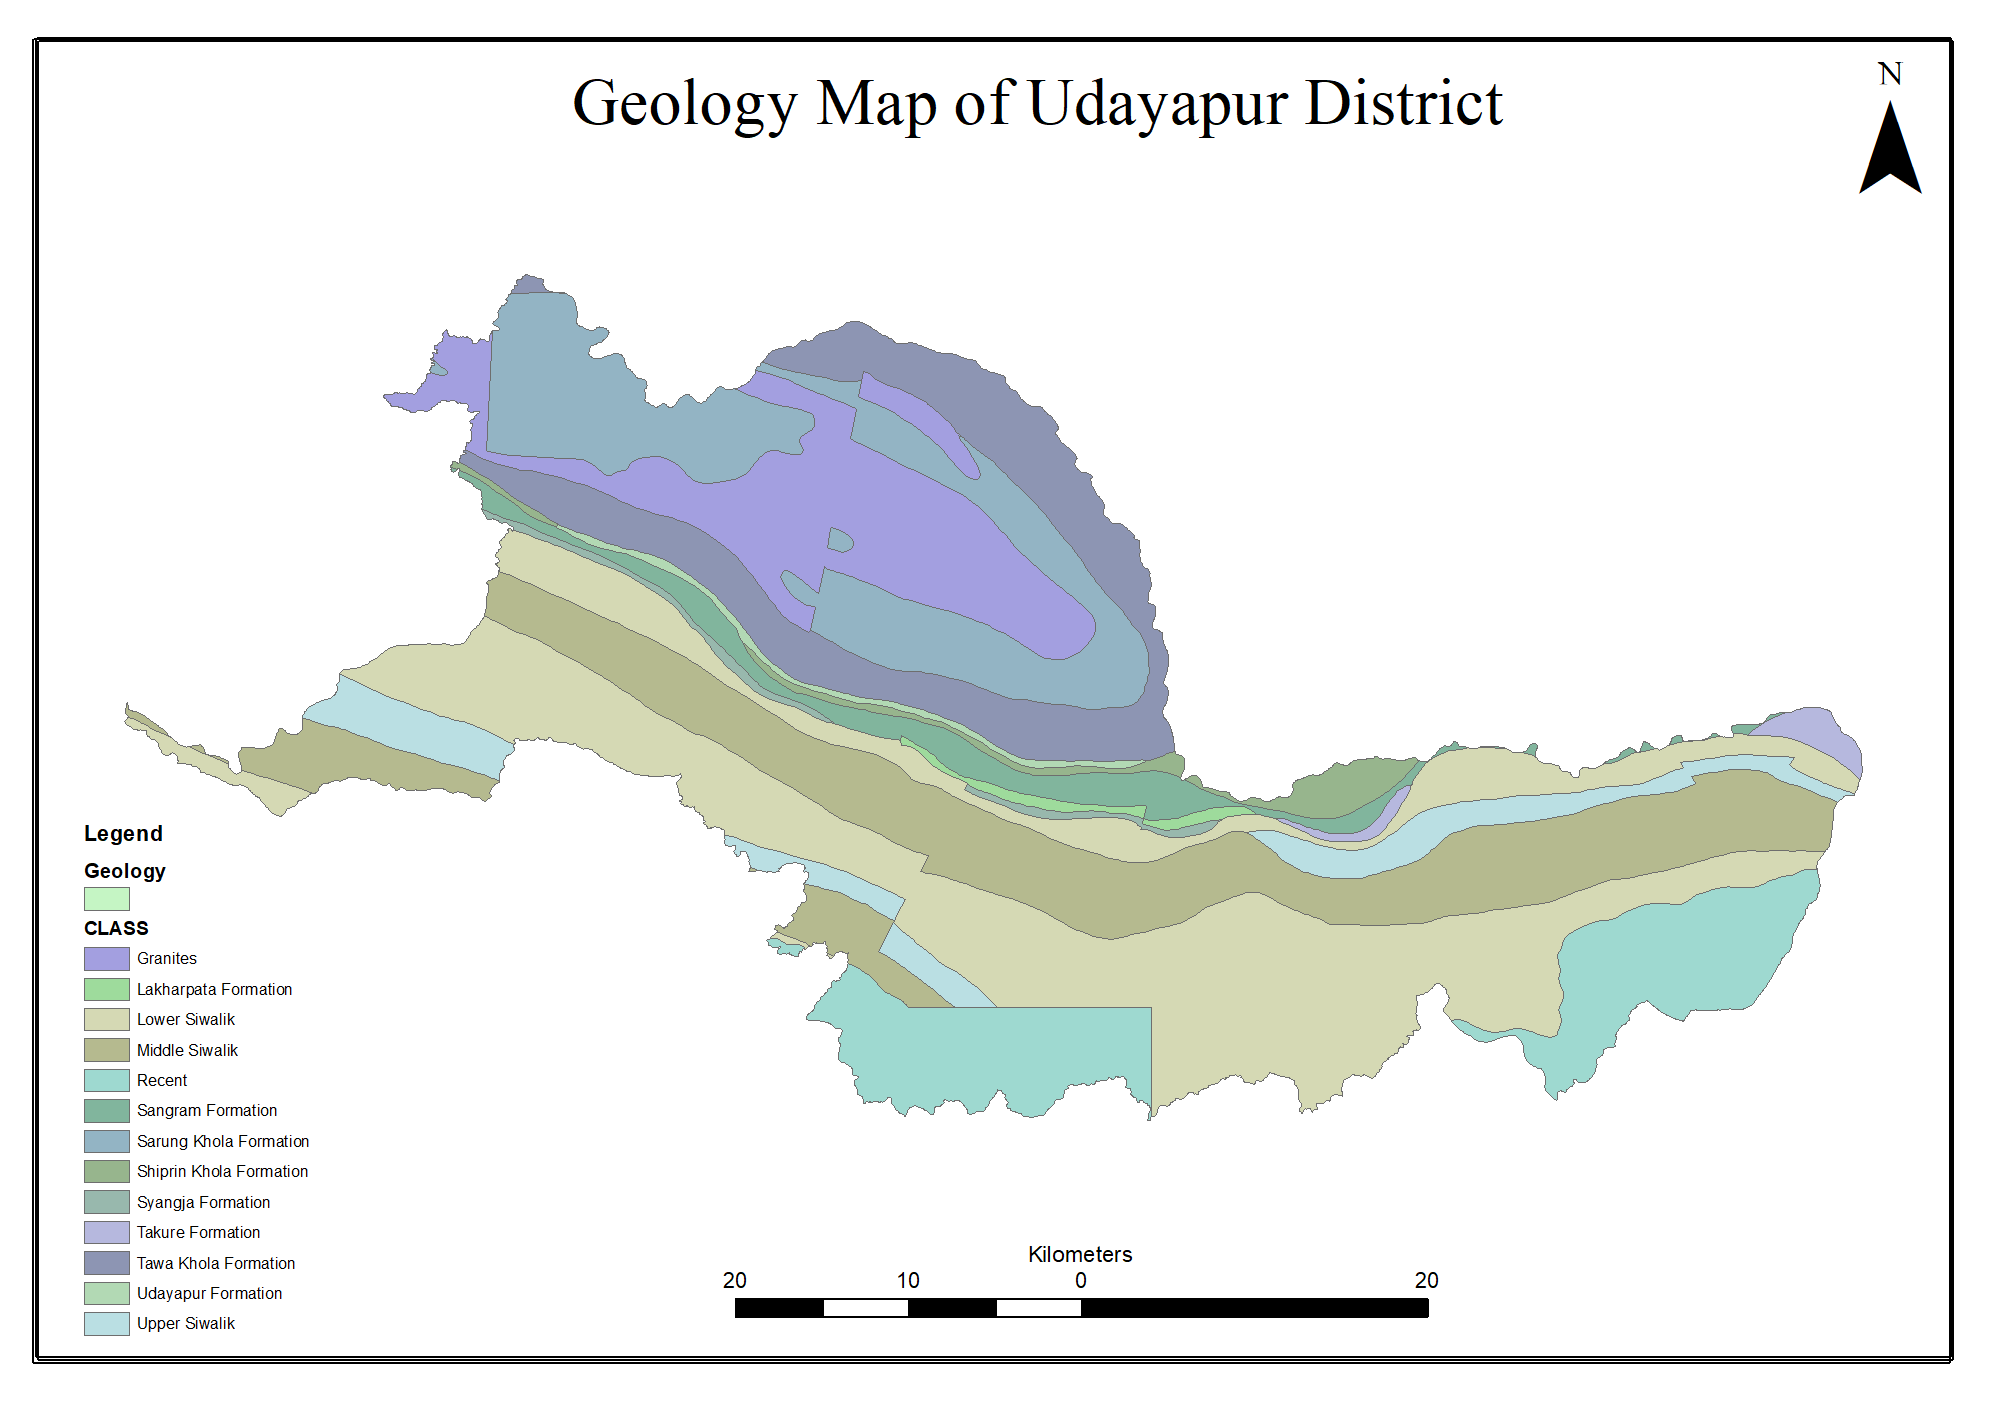 Geology Map of Udayapur District
N
Legend
Geology
CLASS
Granites
Lakharpata Formation
Lower Siwalik
Middle Siwalik
Recent
Sangram Formation
Sarung Khola Formation
Shiprin Khola Formation
Syangja Formation
Takure Formation
Tawa Khola Formation
Udayapur Formation
Upper Siwalik
Kilometers
20 10 0 20